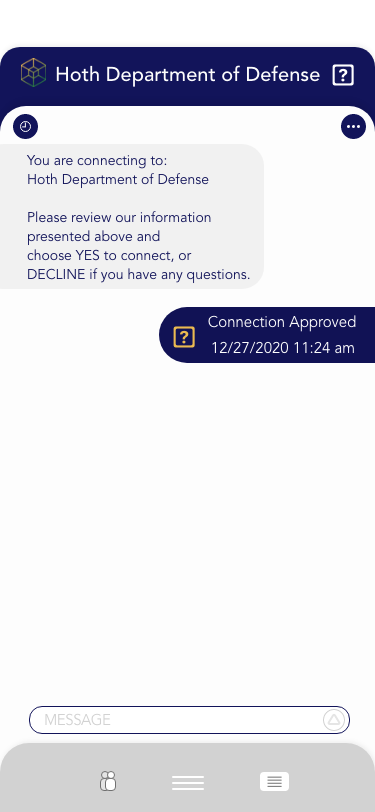 Hoth Department of Defense
?
You are connecting to:
Hoth Department of Defense
Please review our information
presented above and
choose YES to connect, or
DECLINE if you have any questions.
?
Connection Approved
12/27/2020 11:24 am
MESSAGE